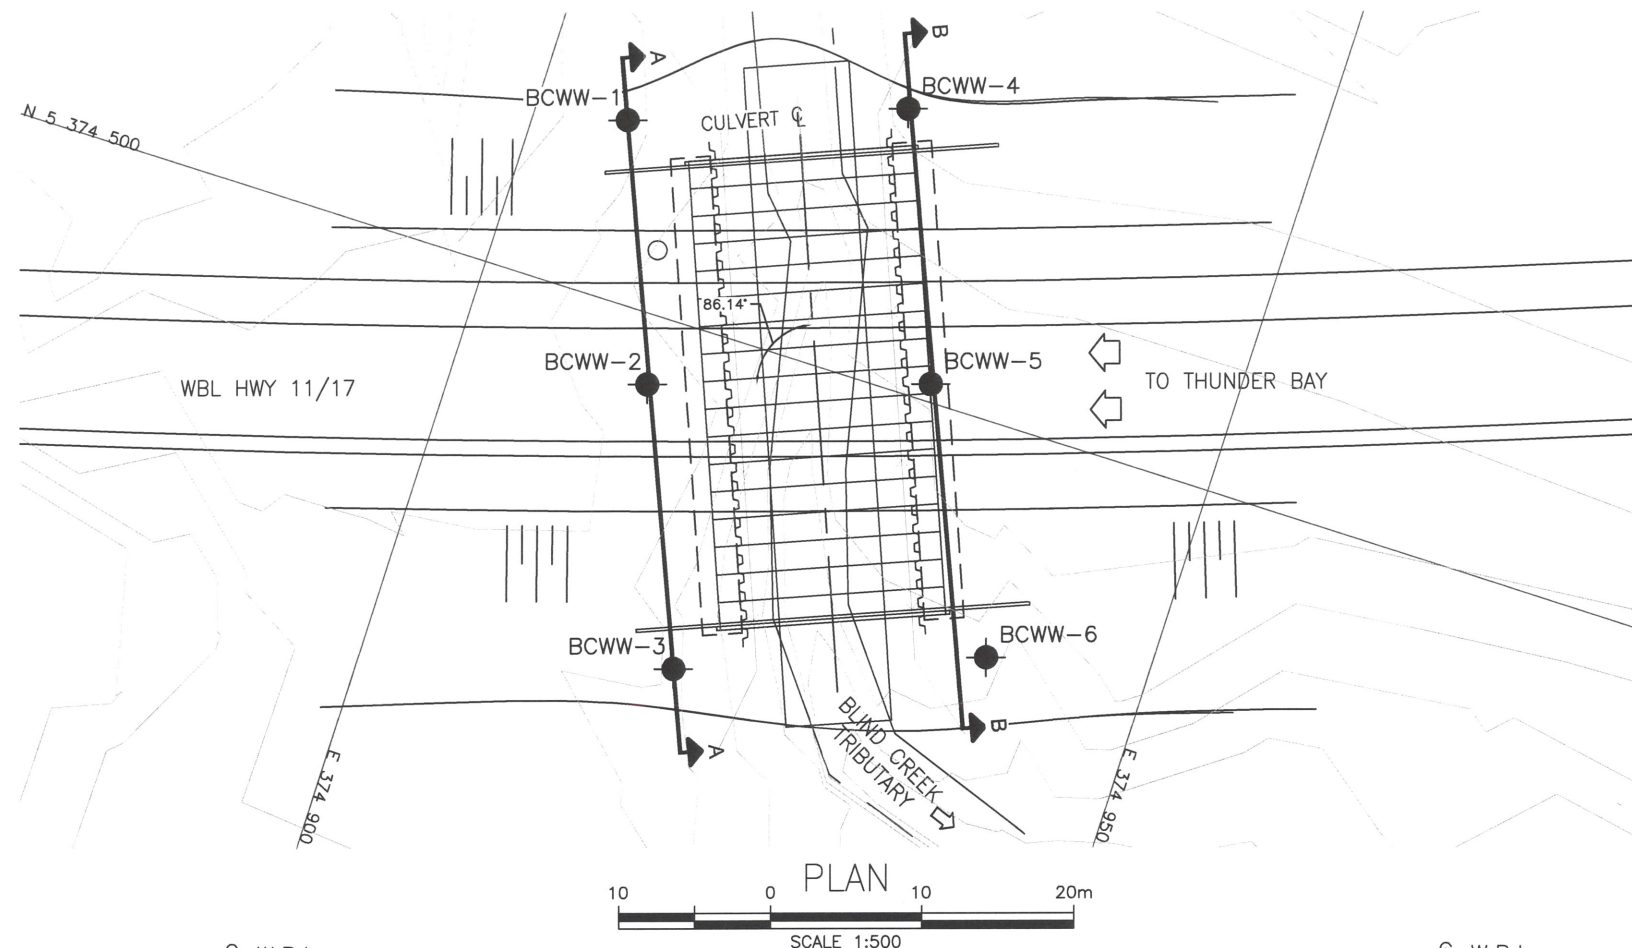 A
B
BCWW-1
BCWW-4
CULVERT ℄
N 5 374 500
86.14°
BCWW-2
BCWW-5
WBL HWY 11/17
TO THUNDER BAY
BCWW-3
BCWW-6
BLIND CREEK
TRIBUTARY
A
B
E 374 900
E 374 950
PLAN
10 0 10 20m
SCALE 1:500